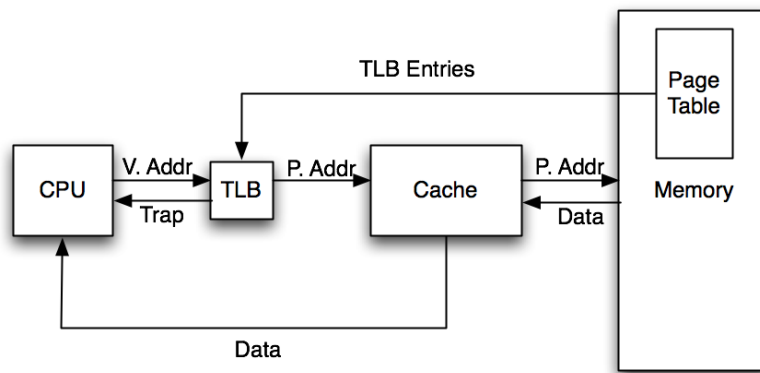 TLB Entries
Page
Table
V. Addr
P. Addr
P. Addr
CPU
TLB
Cache
Memory
Trap
Data
Data